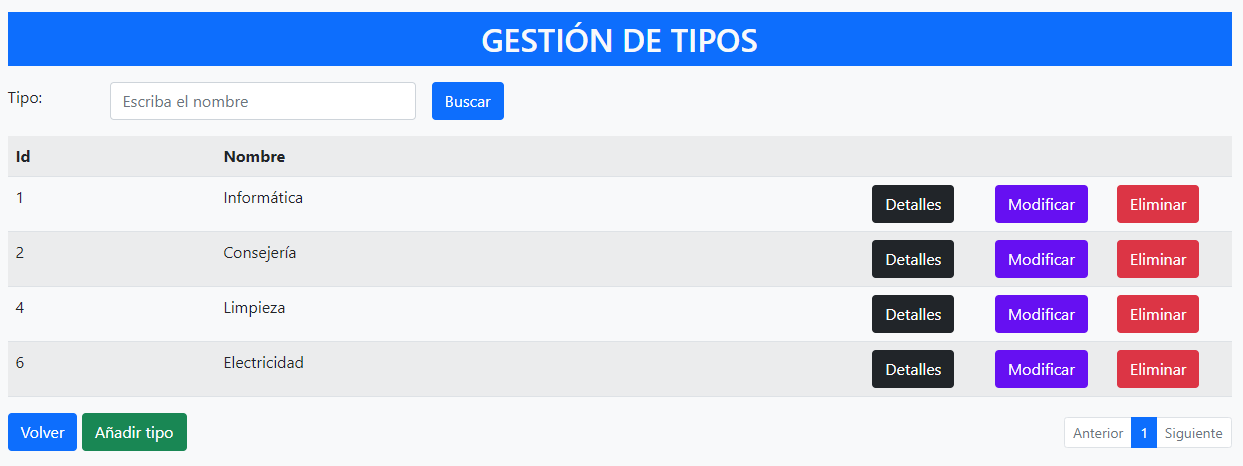 GESTIÓN DE TIPOS
Tipo: Escriba el nombre Buscar
Id Nombre
1 Informática Detalles Modificar Eliminar
2 Consejería Detalles Modificar Eliminar
4 Limpieza Detalles Modificar Eliminar
6 Electricidad Detalles Modificar Eliminar
Volver Añadir tipo Anterior 1 Siguiente